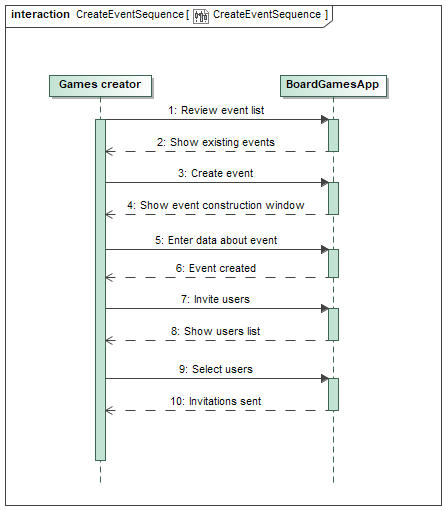 interaction CreateEventSequence [ CreateEventSequence ]
Games creator
BoardGamesApp
1: Review event list
2: Show existing events
3: Create event
4: Show event construction window
5: Enter data about event
6: Event created
7: Invite users
8: Show users list
9: Select users
10: Invitations sent